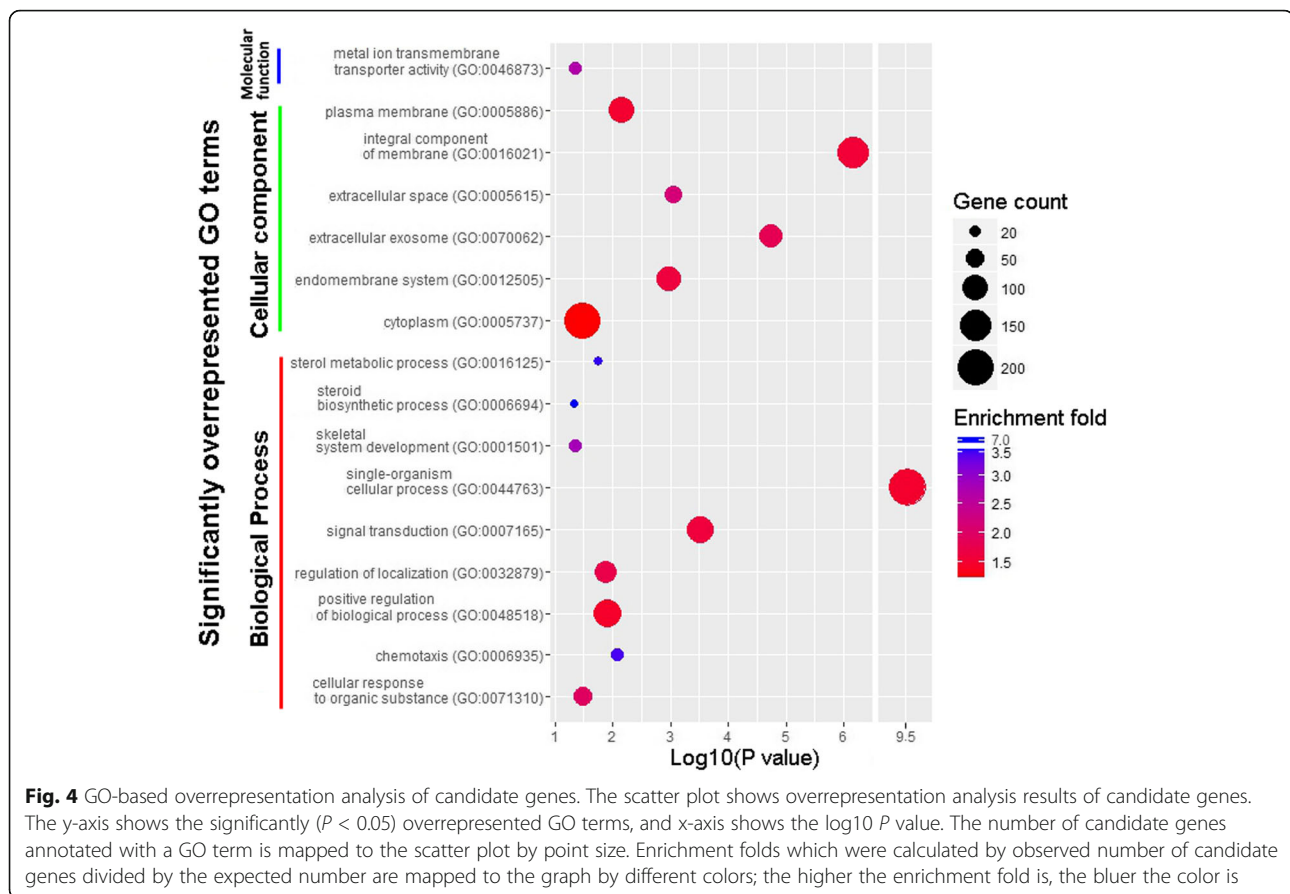 Significantly overrepresented GO terms
Molecular
function
Cellular component
Biological Process
metal ion transmembrane
transporter activity (GO:0046873)
plasma membrane (GO:0005886)
integral component
of membrane (GO:0016021)
extracellular space (GO:0005615)
extracellular exosome (GO:0070062)
endomembrane system (GO:0012505)
cytoplasm (GO:0005737)
sterol metabolic process (GO:0016125)
steroid
biosynthetic process (GO:0006694)
skeletal
system development (GO:0001501)
single-organism
cellular process (GO:0044763)
signal transduction (GO:0007165)
regulation of localization (GO:0032879)
positive regulation
of biological process (GO:0048518)
chemotaxis (GO:0006935)
cellular response
to organic substance (GO:0071310)
1 2 3 4 5 6 9.5
Log10(P value)
Gene count
20
50
100
150
200
Enrichment fold
7.0
3.5
3.0
2.5
2.0
1.5
Fig. 4 GO-based overrepresentation analysis of candidate genes. The scatter plot shows overrepresentation analysis results of candidate genes.
The y-axis shows the significantly (P < 0.05) overrepresented GO terms, and x-axis shows the log10 P value. The number of candidate genes
annotated with a GO term is mapped to the scatter plot by point size. Enrichment folds which were calculated by observed number of candidate
genes divided by the expected number are mapped to the graph by different colors; the higher the enrichment fold is, the bluer the color is